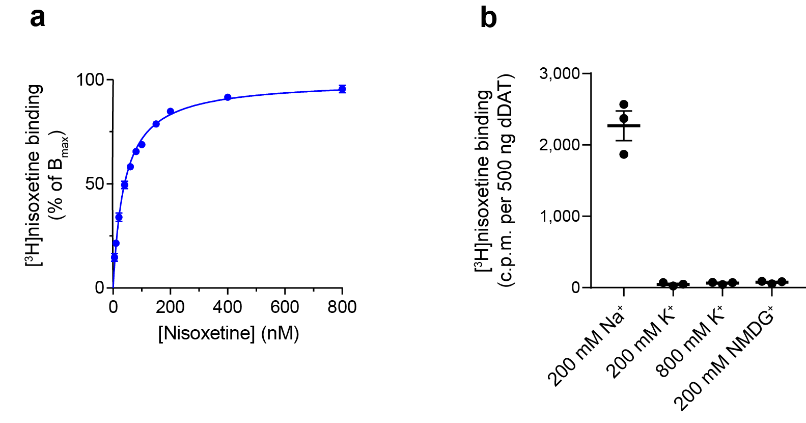 a
[³H]nisoxetine binding
(% of Bmax)
100
50
0
0
200
400
600
800
[Nisoxetine] (nM)
b
[³H]nisoxetine binding
(c.p.m. per 500 ng dDAT)
3,000
2,000
1,000
0
200 mM Na⁺
200 mM K⁺
800 mM K⁺
200 mM NMDG⁺